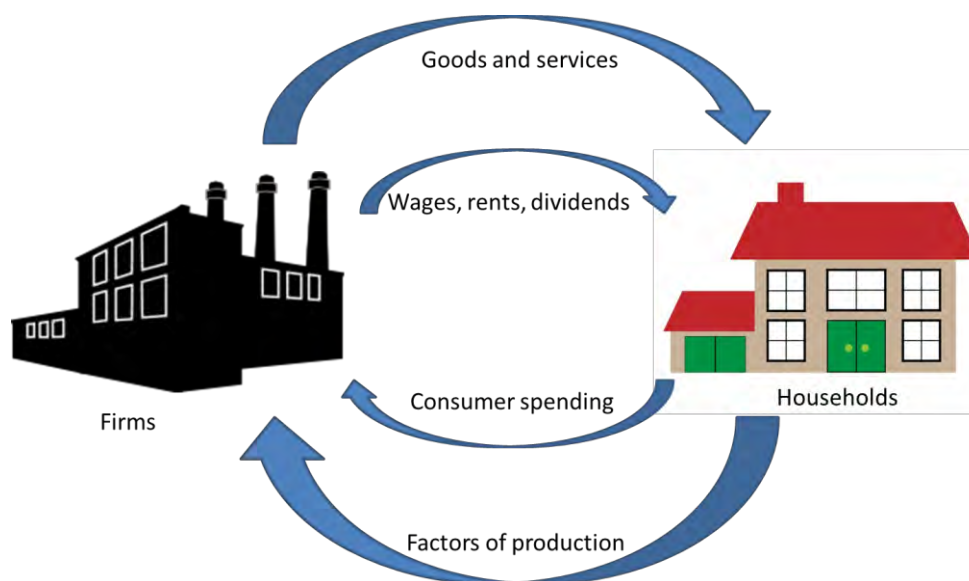 Goods and services
Wages, rents, dividends
Consumer spending
Households
Firms
Factors of production